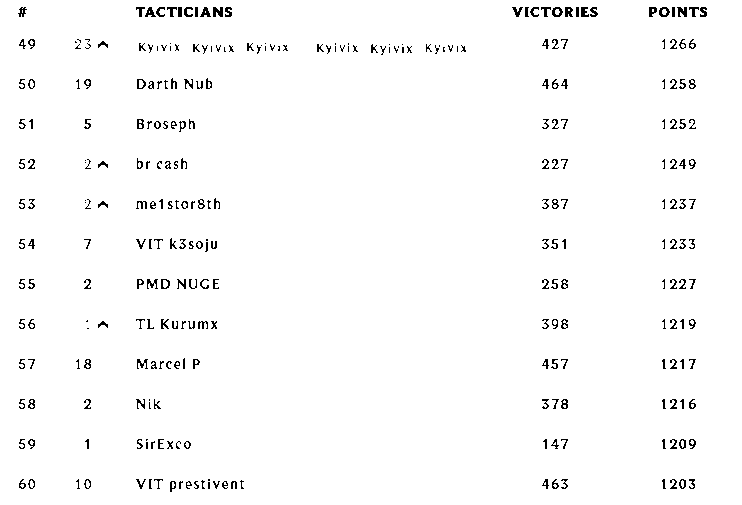 # TACTICIANS VICTORIES POINTS
49 23 Kyivix Kyivix Kyivix Kyivix Kyivix Kyivix 427 1266
50 19 Darth Nub 464 1258
51 5 Broseph 327 1252
52 2 br cash 227 1249
53 2 me1stor8th 387 1237
54 7 VIT k3soju 351 1233
55 2 PMD NUGE 258 1227
56 1 TL Kurumx 398 1219
57 18 Marcel P 457 1217
58 2 Nik 378 1216
59 1 SirExco 147 1209
60 10 VIT prestivent 463 1203